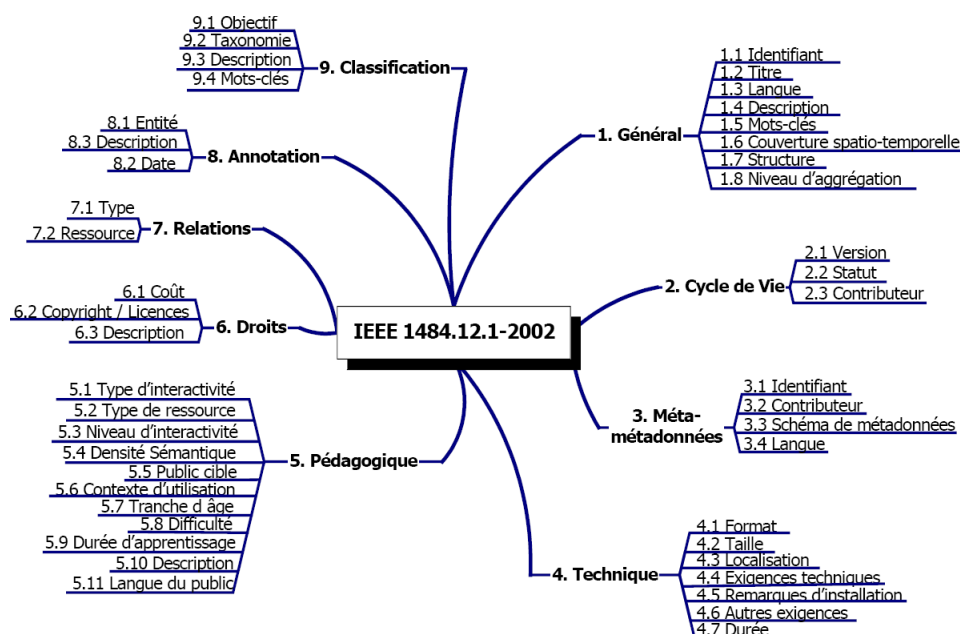 IEEE 1484.12.1-2002
1. Général
1.1 Identifiant
1.2 Titre
1.3 Langue
1.4 Description
1.5 Mots-clés
1.6 Couverture spatio-temporelle
1.7 Structure
1.8 Niveau d'aggrégation
2. Cycle de Vie
2.1 Version
2.2 Statut
2.3 Contributeur
3. Méta-
métadonnées
3.1 Identifiant
3.2 Contributeur
3.3 Schéma de métadonnées
3.4 Langue
4. Technique
4.1 Format
4.2 Taille
4.3 Localisation
4.4 Exigences techniques
4.5 Remarques d'installation
4.6 Autres exigences
4.7 Durée
5. Pédagogique
5.1 Type d'interactivité
5.2 Type de ressource
5.3 Niveau d'interactivité
5.4 Densité Sémantique
5.5 Public cible
5.6 Contexte d'utilisation
5.7 Tranche d âge
5.8 Difficulté
5.9 Durée d'apprentissage
5.10 Description
5.11 Langue du public
6. Droits
6.1 Coût
6.2 Copyright / Licences
6.3 Description
7. Relations
7.1 Type
7.2 Ressource
8. Annotation
8.1 Entité
8.3 Description
8.2 Date
9. Classification
9.1 Objectif
9.2 Taxonomie
9.3 Description
9.4 Mots-clés